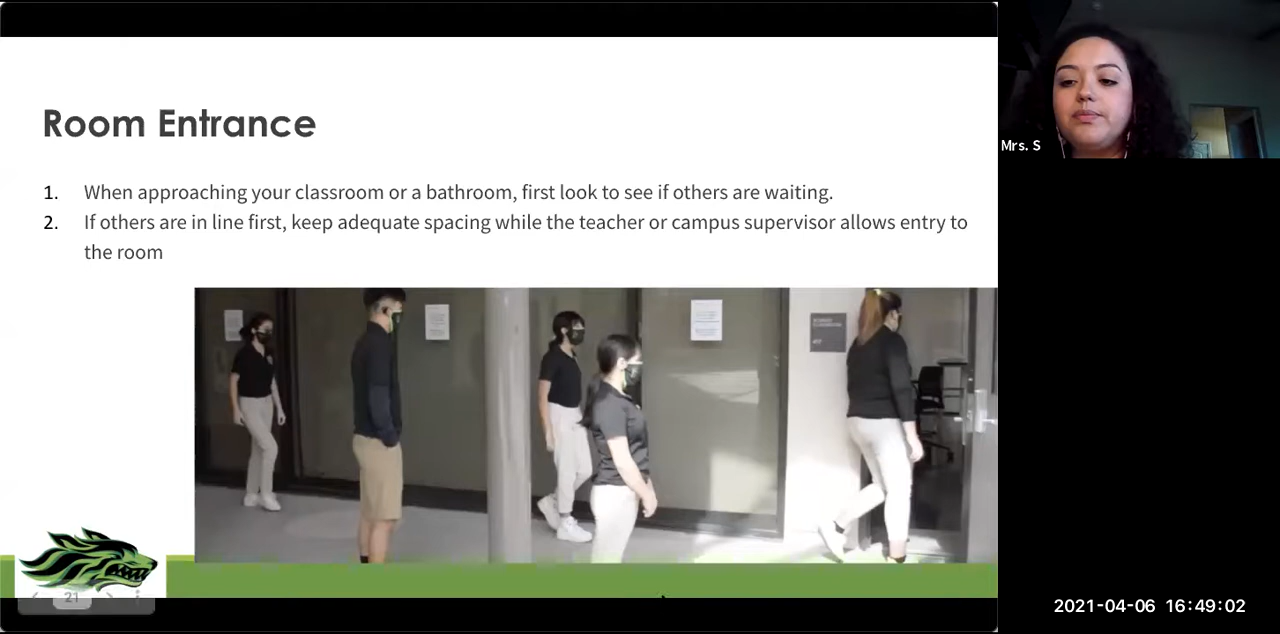 Room Entrance
1. When approaching your classroom or a bathroom, first look to see if others are waiting.
2. If others are in line first, keep adequate spacing while the teacher or campus supervisor allows entry to
the room
Mrs. S
21
2021-04-06 16:49:02